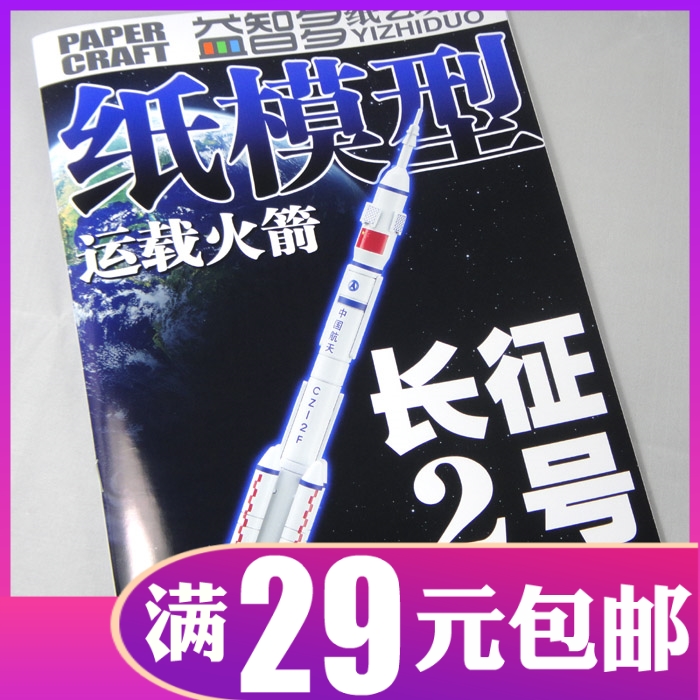 PAPER
CRAFT
益智多
YIZHIDUO
纸模型
运载火箭
中国航天
CZ-2F
长征
2号
满29元包邮